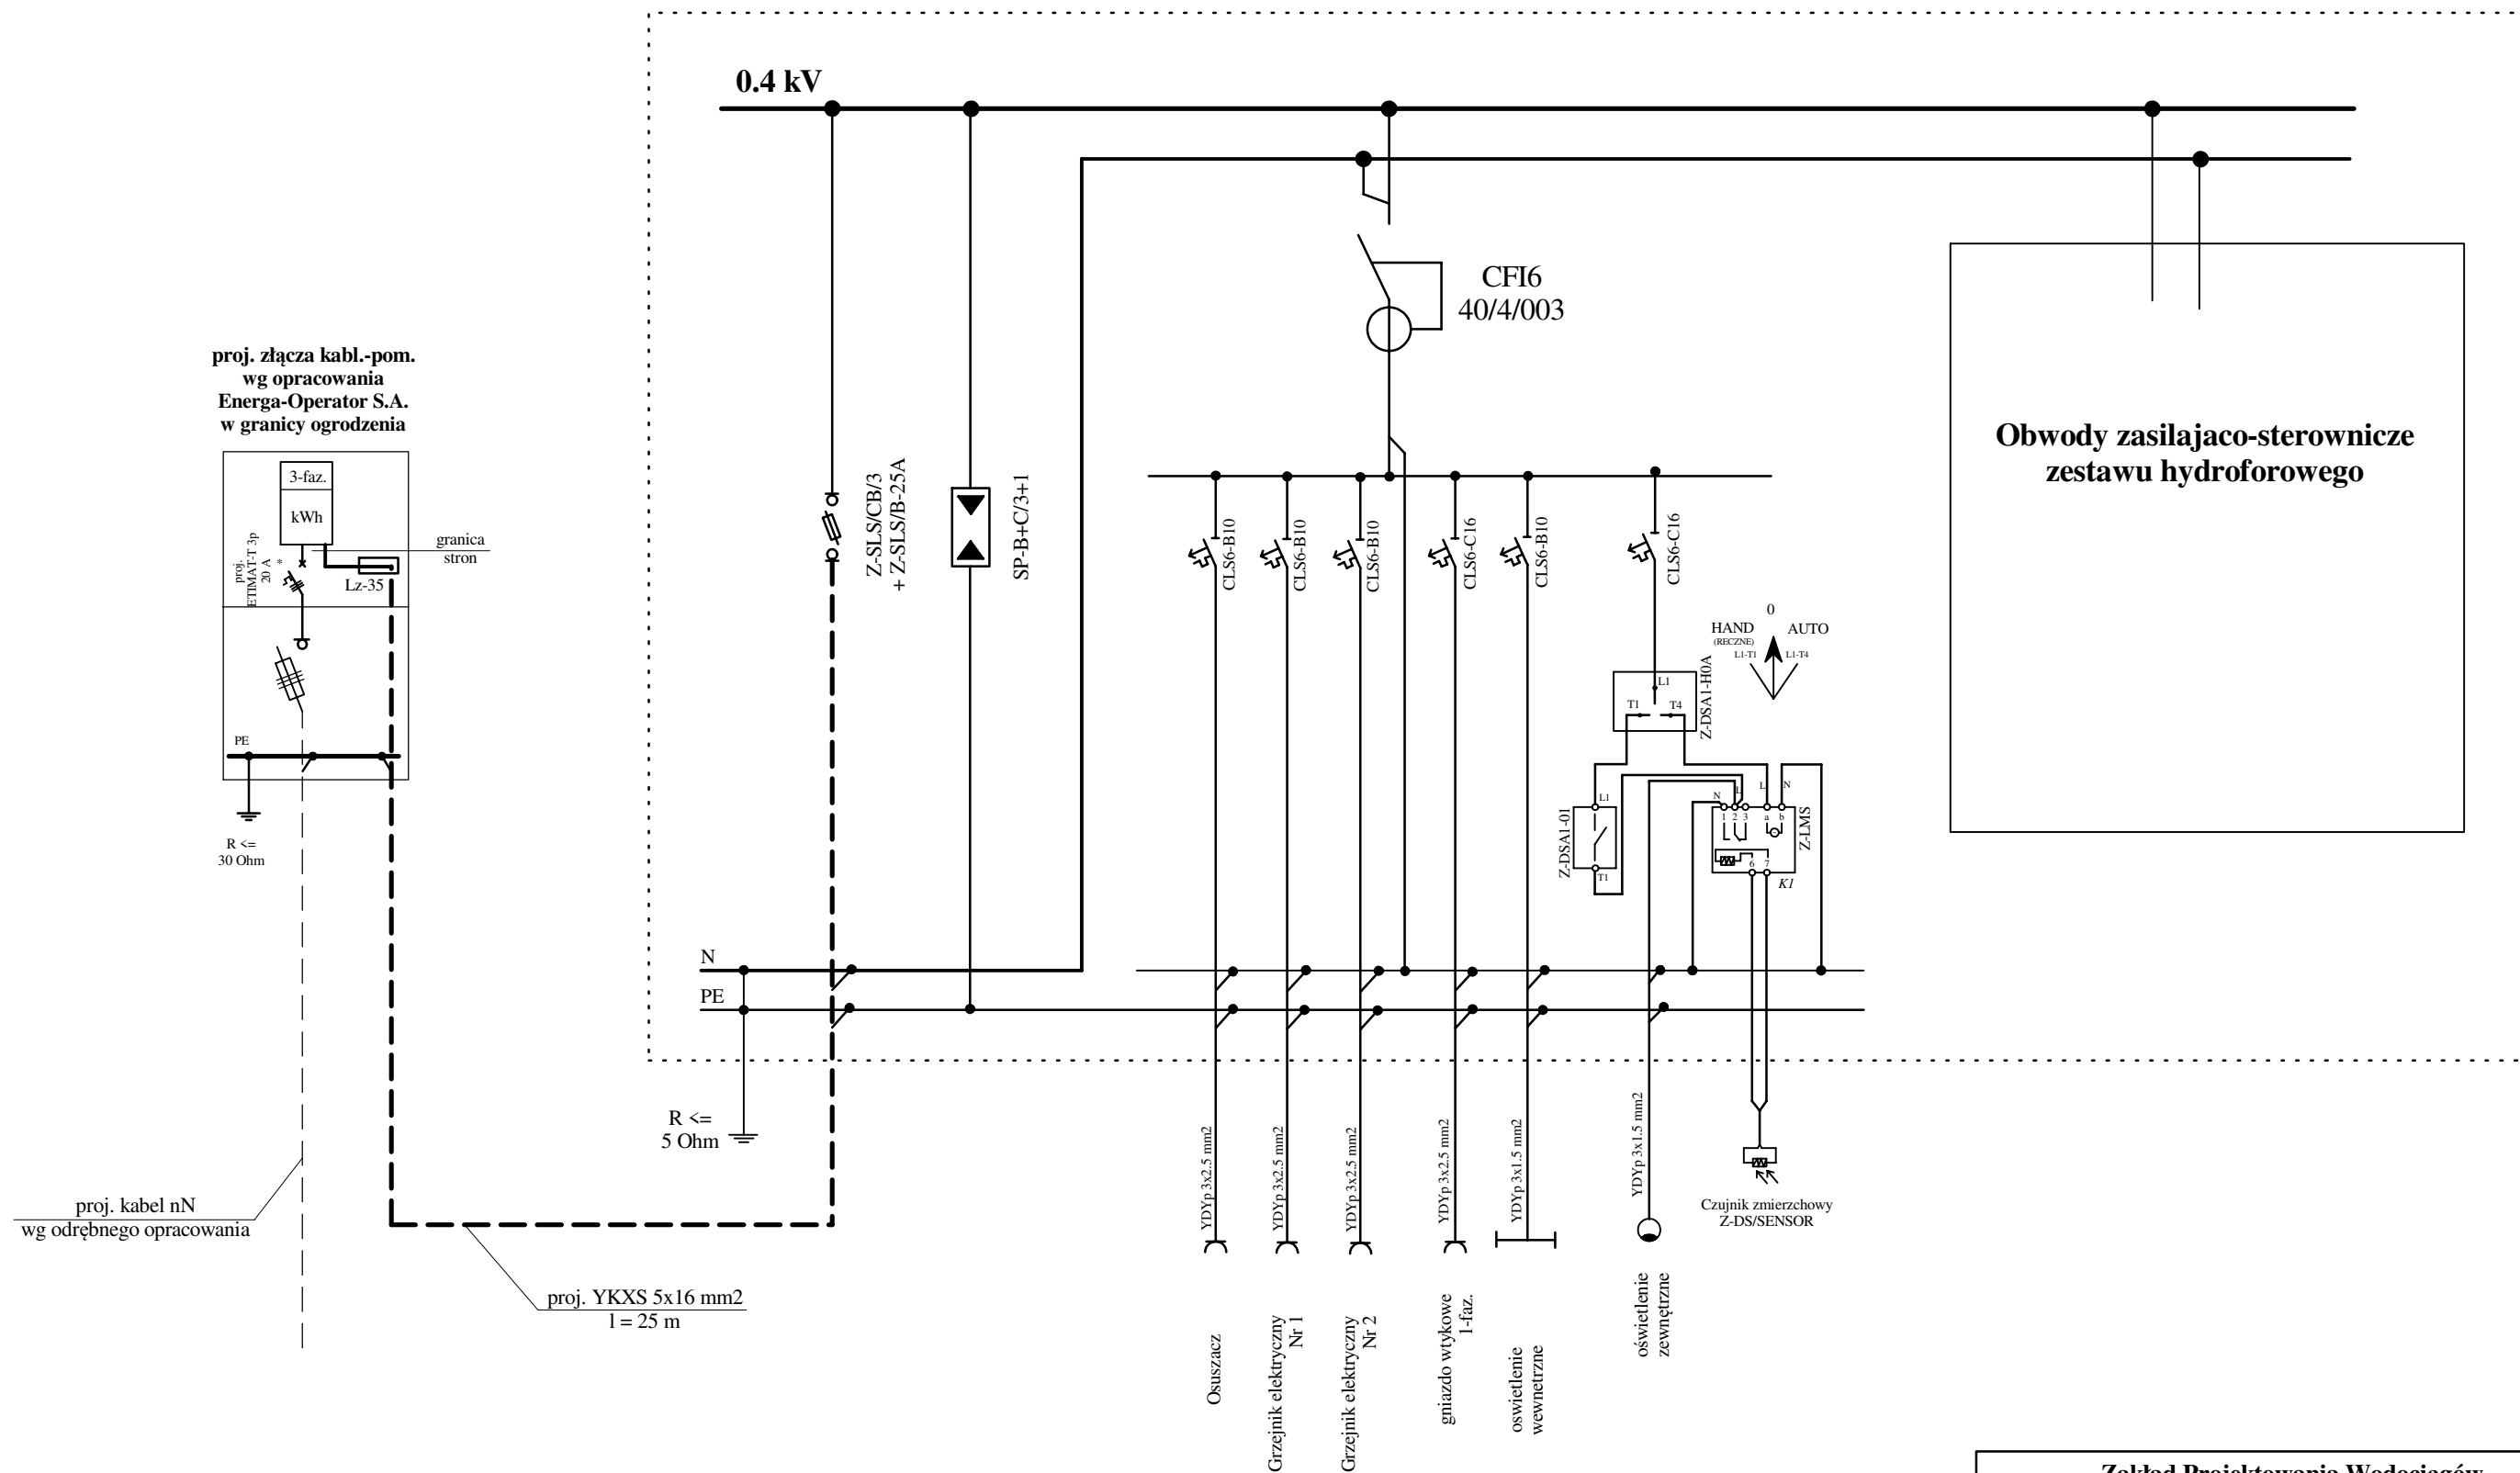 0.4 kV
CFI6
40/4/003
proj. złącza kabl.-pom.
wg opracowania
Energa-Operator S.A.
w granicy ogrodzenia
3-faz.
kWh
granica
stron
proj.
ETIMAT-T 3p
20 A
*
Lz-35
PE
R <=
30 Ohm
Z-SLS/CB/3
+ Z-SLS/B-25A
SP-B+C/3+1
CLS6-B10
CLS6-B10
CLS6-B10
CLS6-C16
CLS6-B10
CLS6-C16
Obwody zasilajaco-sterownicze
zestawu hydroforowego
0
HAND
AUTO
(RECZNE)
L1-T1
L1-T4
L1
T1
T4
Z-DSA1-H0A
L1
T1
Z-DSA1-01
N
L
L
N
1 2 3 a b
6 7
Z-LMS
K1
N
PE
R <=
5 Ohm
YDYp 3x2.5 mm2
YDYp 3x2.5 mm2
YDYp 3x2.5 mm2
YDYp 3x2.5 mm2
YDYp 3x1.5 mm2
YDYp 3x1.5 mm2
Czujnik zmierzchowy
Z-DS/SENSOR
proj. kabel nN
wg odrębnego opracowania
proj. YKXS 5x16 mm2
l = 25 m
Osuszacz
Grzejnik elektryczny
Nr 1
Grzejnik elektryczny
Nr 2
gniazdo wtykowe
1-faz.
oswietlenie
wewnetrzne
oświetlenie
zewnętrzne
Zakład Projektowania Wodociągów